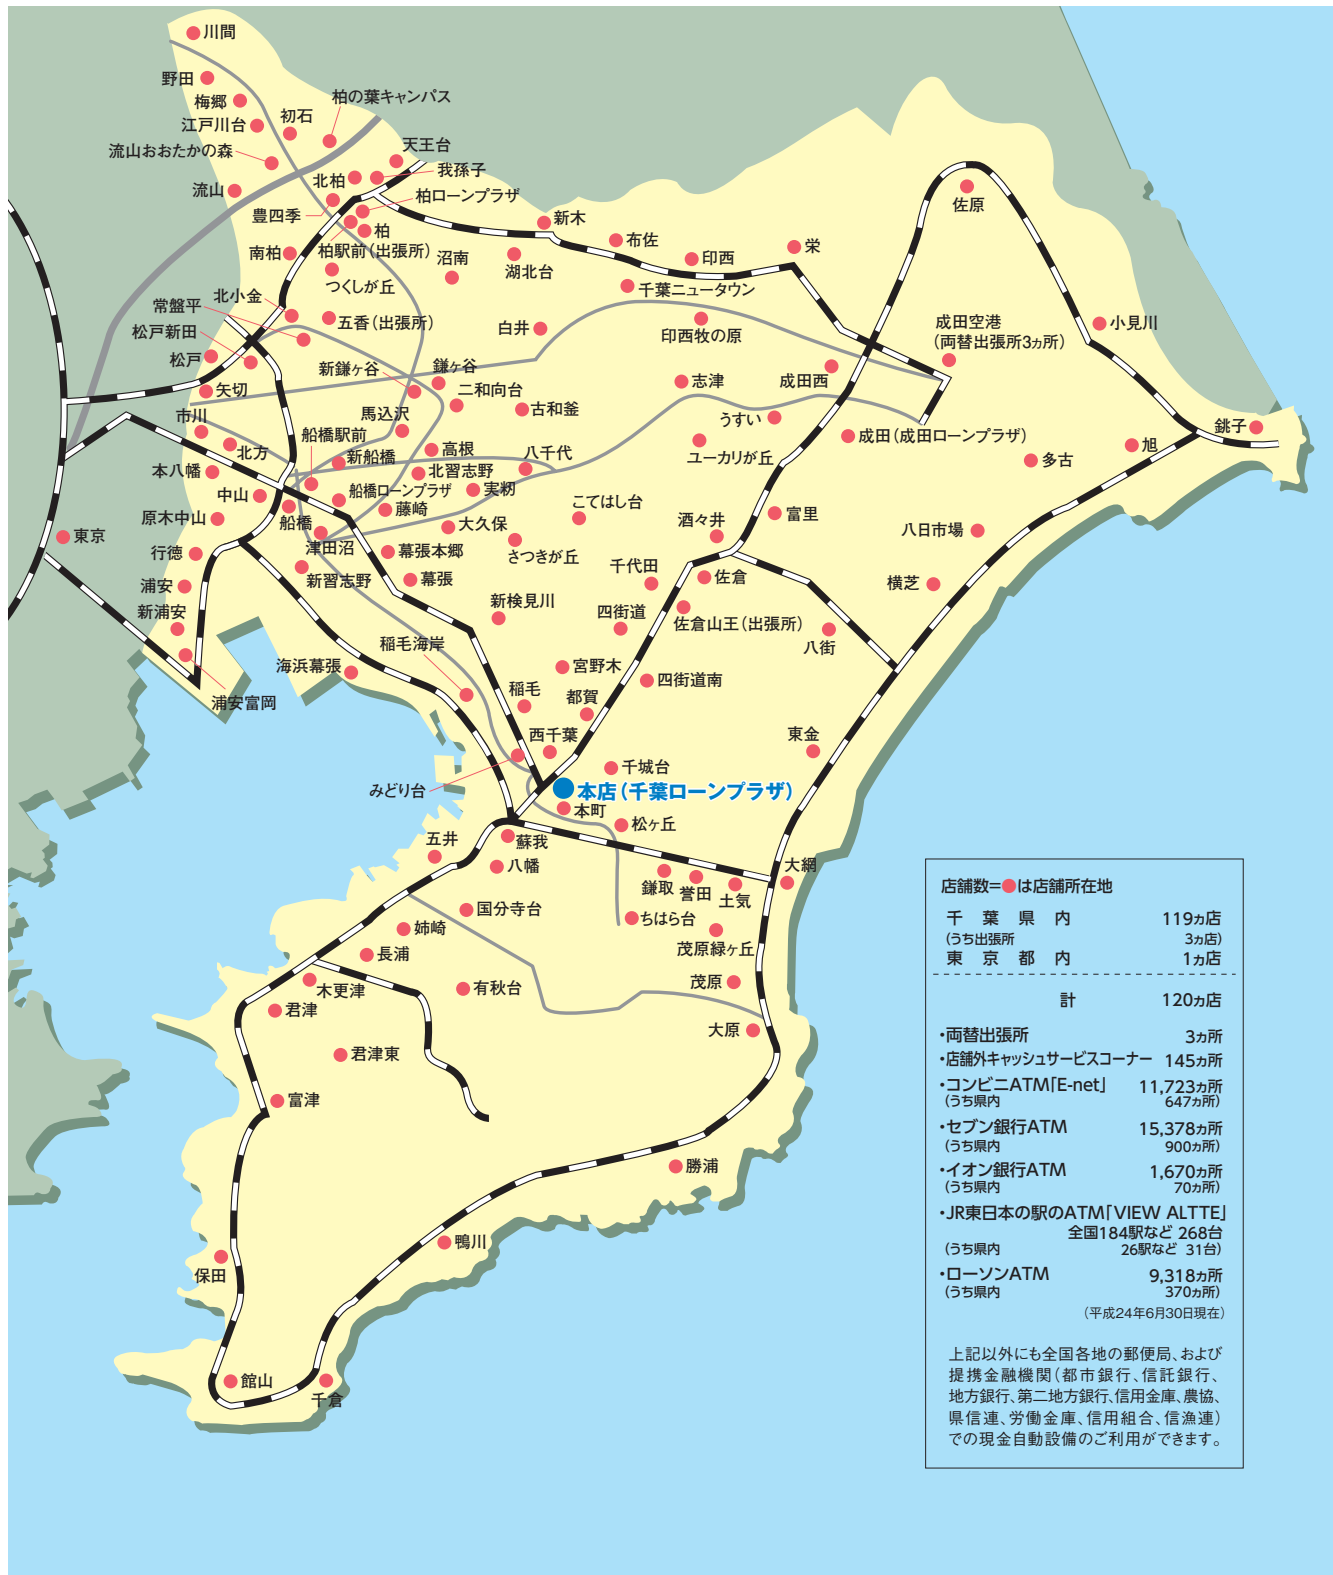 川間
野田
梅郷
柏の葉キャンパス
初石
江戸川台
流山おおたかの森
天王台
北柏
我孫子
流山
柏ローンプラザ
豊四季
柏
新木
佐原
布佐
栄
南柏
柏駅前(出張所)
沼南
湖北台
印西
つくしが丘
千葉ニュータウン
北小金
常盤平
五香(出張所)
松戸新田
白井
印西牧の原
成田空港
(両替出張所3ヵ所)
小見川
松戸
新鎌ヶ谷
鎌ヶ谷
志津
成田西
矢切
二和向台
古和釜
市川
馬込沢
うすい
銚子
船橋駅前
北方
高根
成田(成田ローンプラザ)
旭
新船橋
八千代
ユーカリが丘
多古
本八幡
北習志野
中山
船橋ローンプラザ
実籾
こてはし台
原木中山
船橋
藤崎
大久保
酒々井
富里
八日市場
東京
津田沼
幕張本郷
さつきが丘
行徳
千代田
新習志野
幕張
佐倉
横芝
浦安
新浦安
新検見川
四街道
佐倉山王(出張所)
八街
稲毛海岸
海浜幕張
宮野木
浦安富岡
稲毛
都賀
四街道南
西千葉
東金
みどり台
千城台
本店(千葉ローンプラザ)
本町
松ヶ丘
五井
蘇我
八幡
大網
鎌取
誉田
土気
国分寺台
ちはら台
姉崎
茂原緑ヶ丘
長浦
木更津
有秋台
茂原
君津
大原
君津東
富津
勝浦
鴨川
保田
館山
千倉
店舗数=●は店舗所在地
千葉県内 119ヵ店
(うち出張所 3ヵ店)
東京都内 1ヵ店
計 120ヵ店
・両替出張所 3ヵ所
・店舗外キャッシュサービスコーナー 145ヵ所
・コンビニATM「E-net」 11,723ヵ所
(うち県内 647ヵ所)
・セブン銀行ATM 15,378ヵ所
(うち県内 900ヵ所)
・イオン銀行ATM 1,670ヵ所
(うち県内 70ヵ所)
・JR東日本の駅のATM「VIEW ALTTE」
全国184駅など 268台
(うち県内 26駅など 31台)
・ローソンATM 9,318ヵ所
(うち県内 370ヵ所)
(平成24年6月30日現在)
上記以外にも全国各地の郵便局、および
提携金融機関(都市銀行、信託銀行、
地方銀行、第二地方銀行、信用金庫、農協、
県信連、労働金庫、信用組合、信漁連)
での現金自動設備のご利用ができます。